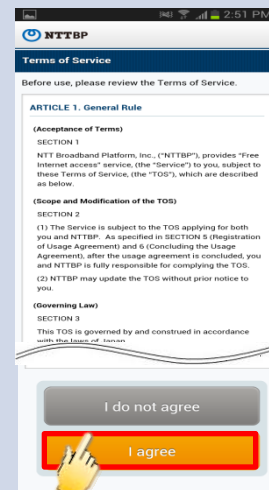 2:51 PM
NTTBP
Terms of Service
Before use, please review the Terms of Service.
ARTICLE 1. General Rule
(Acceptance of Terms)
SECTION 1
NTT Broadband Platform, Inc., ("NTTBP"), provides "Free
Internet access" service, (the "Service") to you, subject to
these Terms of Service, (the "TOS"), which are described
as below.
(Scope and Modification of the TOS)
SECTION 2
(1) The Service is subject to the TOS applying for both
you and NTTBP. As specified in SECTION 5 (Registration
of Usage Agreement) and 6 (Concluding the Usage
Agreement), after the usage agreement is concluded, you
and NTTBP is fully responsible for complying the TOS.
(2) NTTBP may update the TOS without prior notice to
you.
(Governing Law)
SECTION 3
This TOS is governed by and construed in accordance
with the laws of Japan
I do not agree
I agree